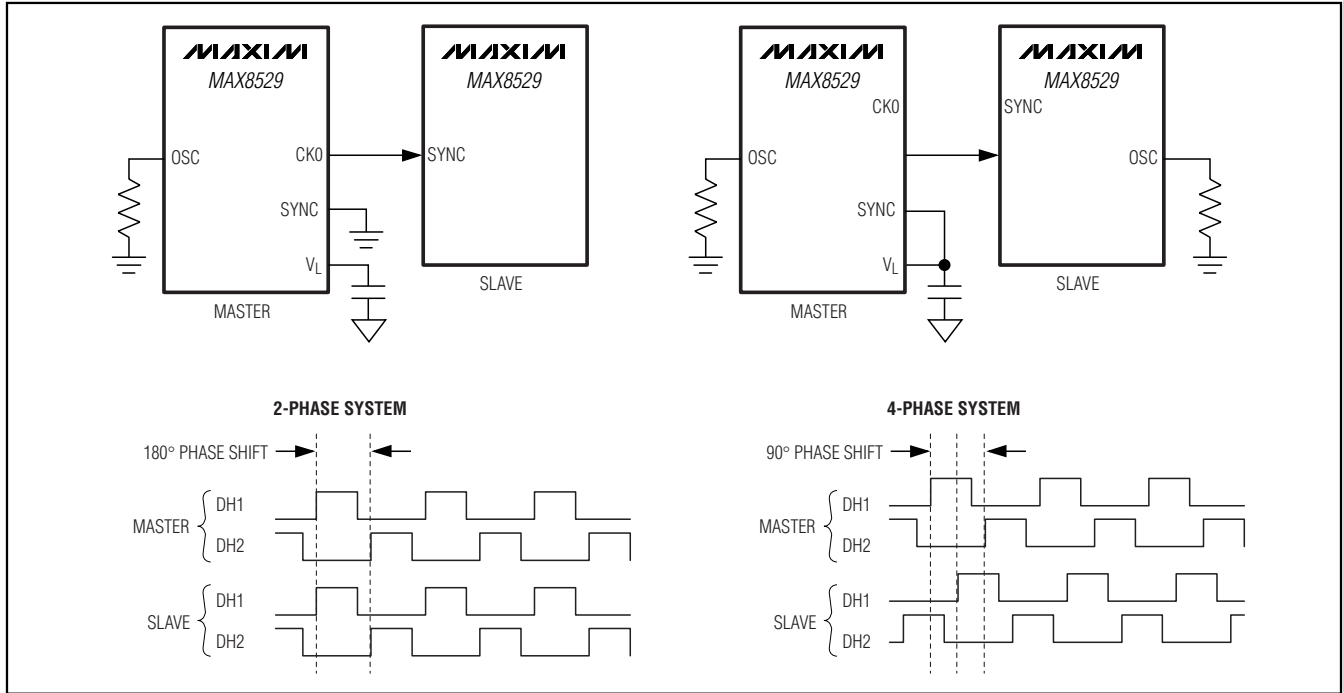 MAXIM
MAX8529
OSC
CK0
SYNC
VL
MASTER
MAXIM
MAX8529
SYNC
SLAVE
MAXIM
MAX8529
CK0
OSC
SYNC
VL
MASTER
MAXIM
MAX8529
SYNC
OSC
SLAVE
2-PHASE SYSTEM
180° PHASE SHIFT
MASTER
DH1
DH2
SLAVE
DH1
DH2
4-PHASE SYSTEM
90° PHASE SHIFT
MASTER
DH1
DH2
SLAVE
DH1
DH2